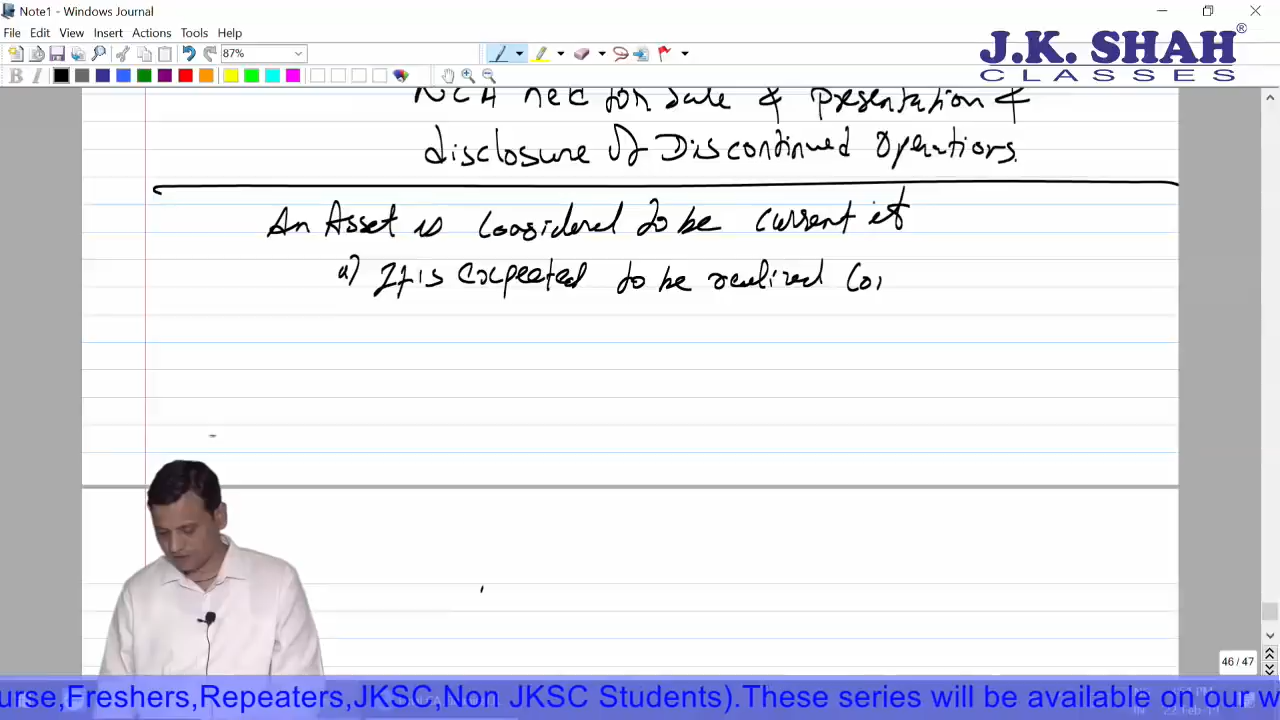 Note1 - Windows Journal
File Edit View Insert Actions Tools Help
87%
J.K. SHAH®
CLASSES
NCA held for Sale & presentation &
disclosure of Discontinued Operations.
An Asset is considered to be current if
a) It is expected to be realized (or
46 / 47
urse,Freshers,Repeaters,JKSC,Non JKSC Students).These series will be available on our w